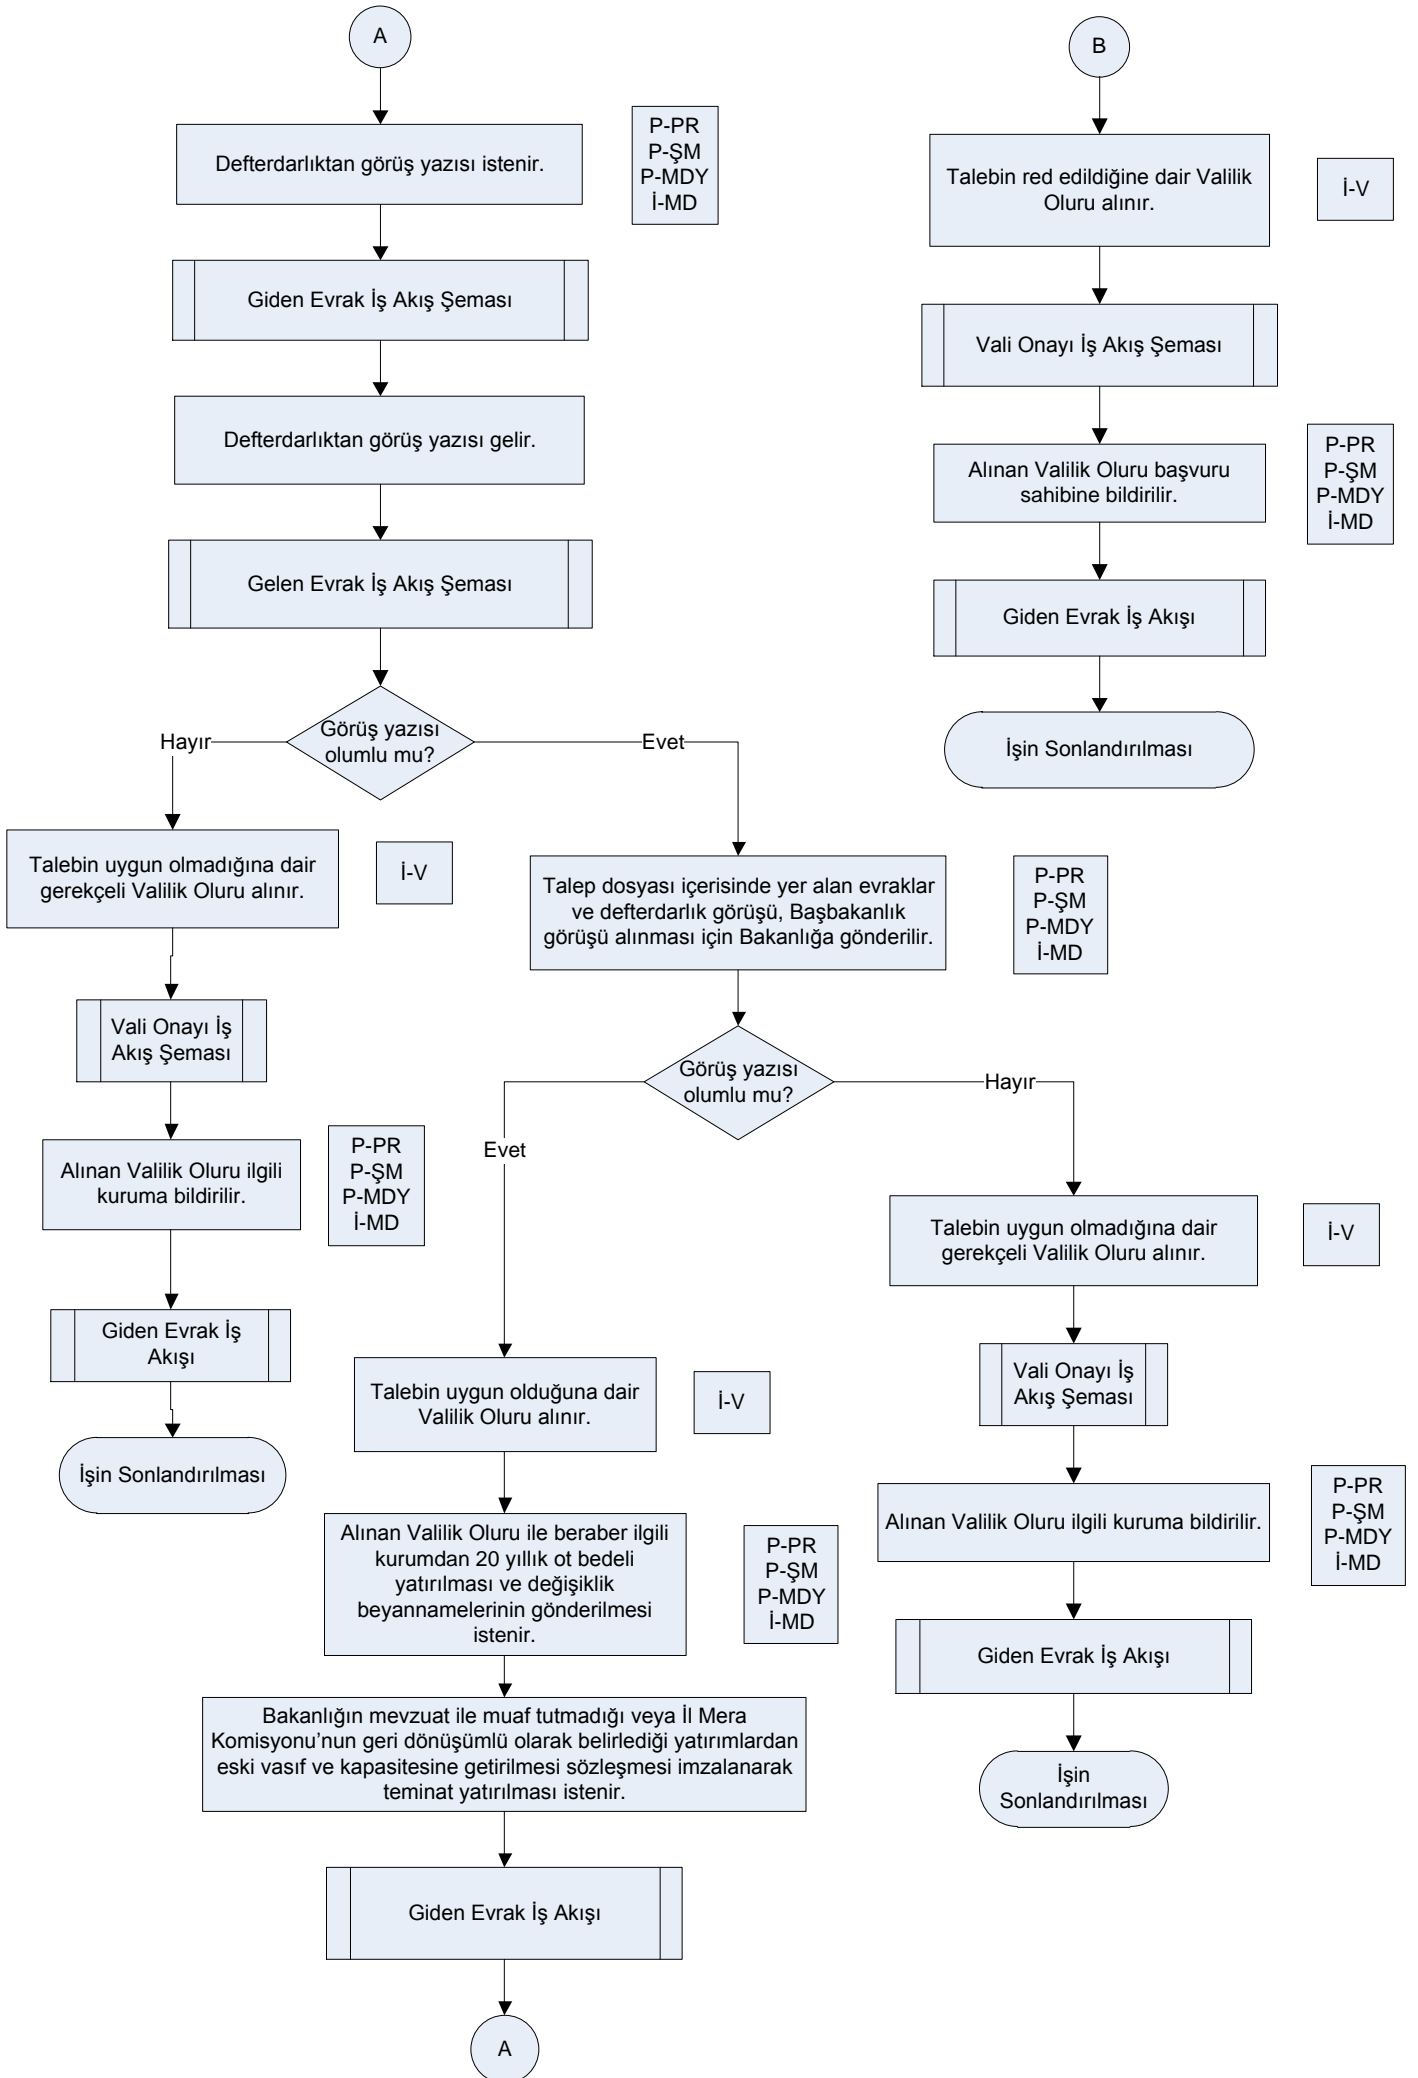 A
Defterdarlıktan görüş yazısı istenir.
P-PR
P-ŞM
P-MDY
İ-MD
Giden Evrak İş Akış Şeması
Defterdarlıktan görüş yazısı gelir.
Gelen Evrak İş Akış Şeması
Görüş yazısı
olumlu mu?
Hayır
Evet
Talebin uygun olmadığına dair
gerekçeli Valilik Oluru alınır.
İ-V
Vali Onayı İş
Akış Şeması
Alınan Valilik Oluru ilgili
kuruma bildirilir.
P-PR
P-ŞM
P-MDY
İ-MD
Giden Evrak İş
Akışı
İşin Sonlandırılması
Talep dosyası içerisinde yer alan evraklar
ve defterdarlık görüşü, Başbakanlık
görüşü alınması için Bakanlığa gönderilir.
P-PR
P-ŞM
P-MDY
İ-MD
Görüş yazısı
olumlu mu?
Evet
Hayır
Talebin uygun olduğuna dair
Valilik Oluru alınır.
İ-V
Alınan Valilik Oluru ile beraber ilgili
kurumdan 20 yıllık ot bedeli
yatırılması ve değişiklik
beyannamelerinin gönderilmesi
istenir.
P-PR
P-ŞM
P-MDY
İ-MD
Bakanlığın mevzuat ile muaf tutmadığı veya İl Mera
Komisyonu’nun geri dönüşümlü olarak belirlediği yatırımlardan
eski vasıf ve kapasitesine getirilmesi sözleşmesi imzalanarak
teminat yatırılması istenir.
Giden Evrak İş Akışı
A
Talebin uygun olmadığına dair
gerekçeli Valilik Oluru alınır.
İ-V
Vali Onayı İş
Akış Şeması
Alınan Valilik Oluru ilgili kuruma bildirilir.
P-PR
P-ŞM
P-MDY
İ-MD
Giden Evrak İş Akışı
İşin
Sonlandırılması
B
Talebin red edildiğine dair Valilik
Oluru alınır.
İ-V
Vali Onayı İş Akış Şeması
Alınan Valilik Oluru başvuru
sahibine bildirilir.
P-PR
P-ŞM
P-MDY
İ-MD
Giden Evrak İş Akışı
İşin Sonlandırılması